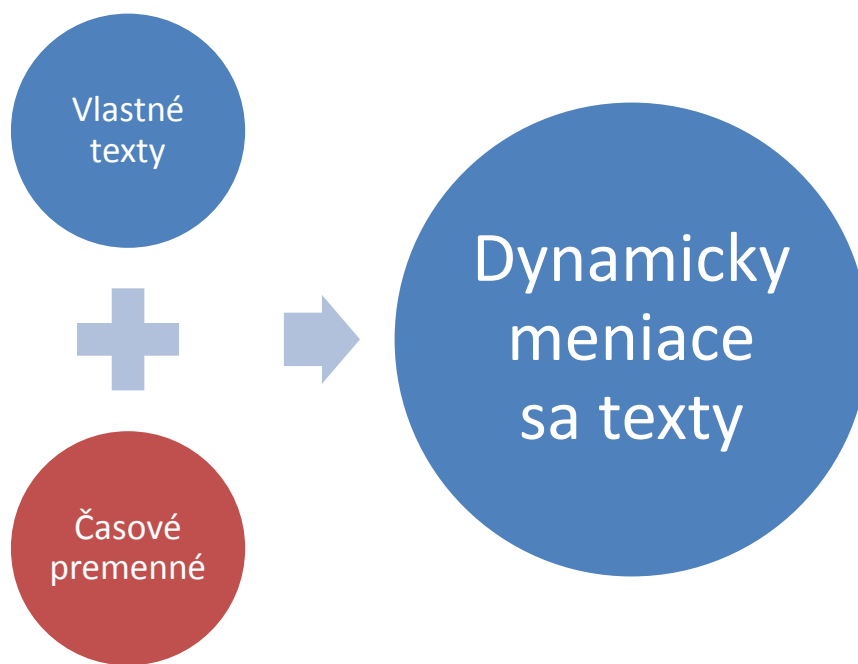 Vlastné
texty
Časové
premenné
Dynamicky
meniace
sa texty